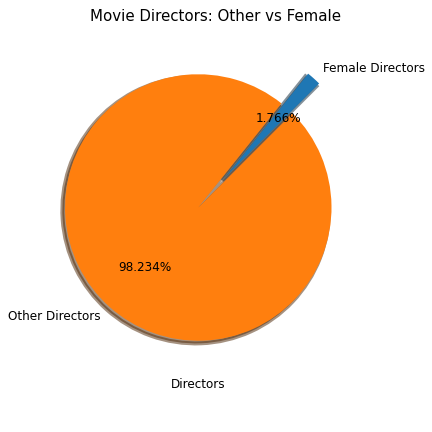 Movie Directors: Other vs Female
Female Directors
1.766%
98.234%
Other Directors
Directors